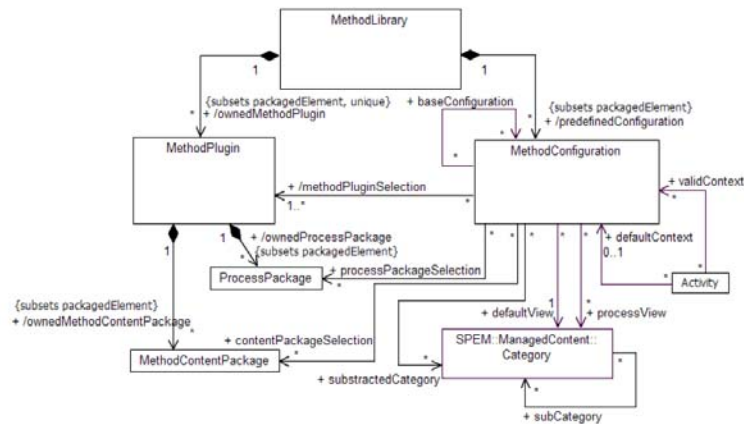 MethodLibrary
1
1
{subsets packagedElement, unique}
* + /ownedMethodPlugin
+ baseConfiguration
*
{subsets packagedElement}
* + /predefinedConfiguration
MethodPlugin
MethodConfiguration
*
+ /methodPluginSelection
1..*
*
+ validContext
*
1
1
+ /ownedProcessPackage
* {subsets packagedElement}
* * * * *
+ defaultContext
0..1
*
*
Activity
ProcessPackage
+ processPackageSelection
*
{subsets packagedElement}
+ /ownedMethodContentPackage
*
1
*
+ defaultView
+ processView
+ contentPackageSelection
*
MethodContentPackage
SPEM::ManagedContent::
Category
*
*
+ substractedCategory
*
+ subCategory